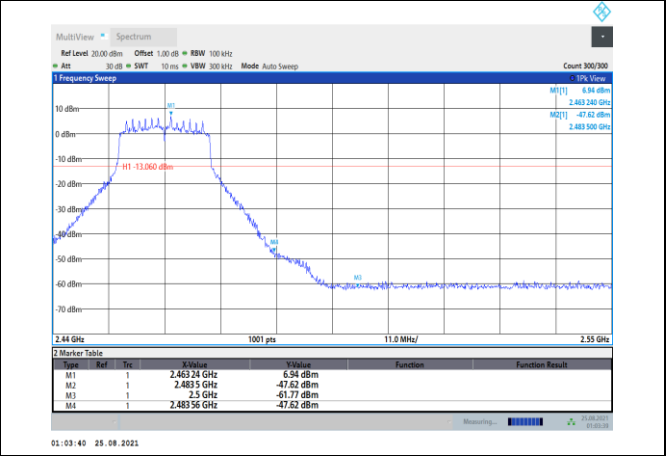 MultiView Spectrum
Ref Level 20.00 dBm Offset 1.00 dB RBW 100 kHz
Att 30 dB SWT 10 ms VBW 300 kHz Mode Auto Sweep Count 300/300
1 Frequency Sweep 1Pk View
M1[1] 6.94 dBm
2.463 240 GHz
M2[1] -47.62 dBm
2.483 500 GHz
10 dBm
M1
0 dBm
-10 dBm
H1 -13.060 dBm
-20 dBm
-30 dBm
-40 dBm
M4
-50 dBm
-60 dBm
M3
-70 dBm
2.44 GHz 1001 pts 11.0 MHz/ 2.55 GHz
2 Marker Table
Type Ref Trc X-Value Y-Value Function Function Result
M1 1 2.463 24 GHz 6.94 dBm
M2 1 2.483 5 GHz -47.62 dBm
M3 1 2.5 GHz -61.77 dBm
M4 1 2.483 56 GHz -47.62 dBm
Measuring... 25.08.2021
01:03:39
01:03:40 25.08.2021